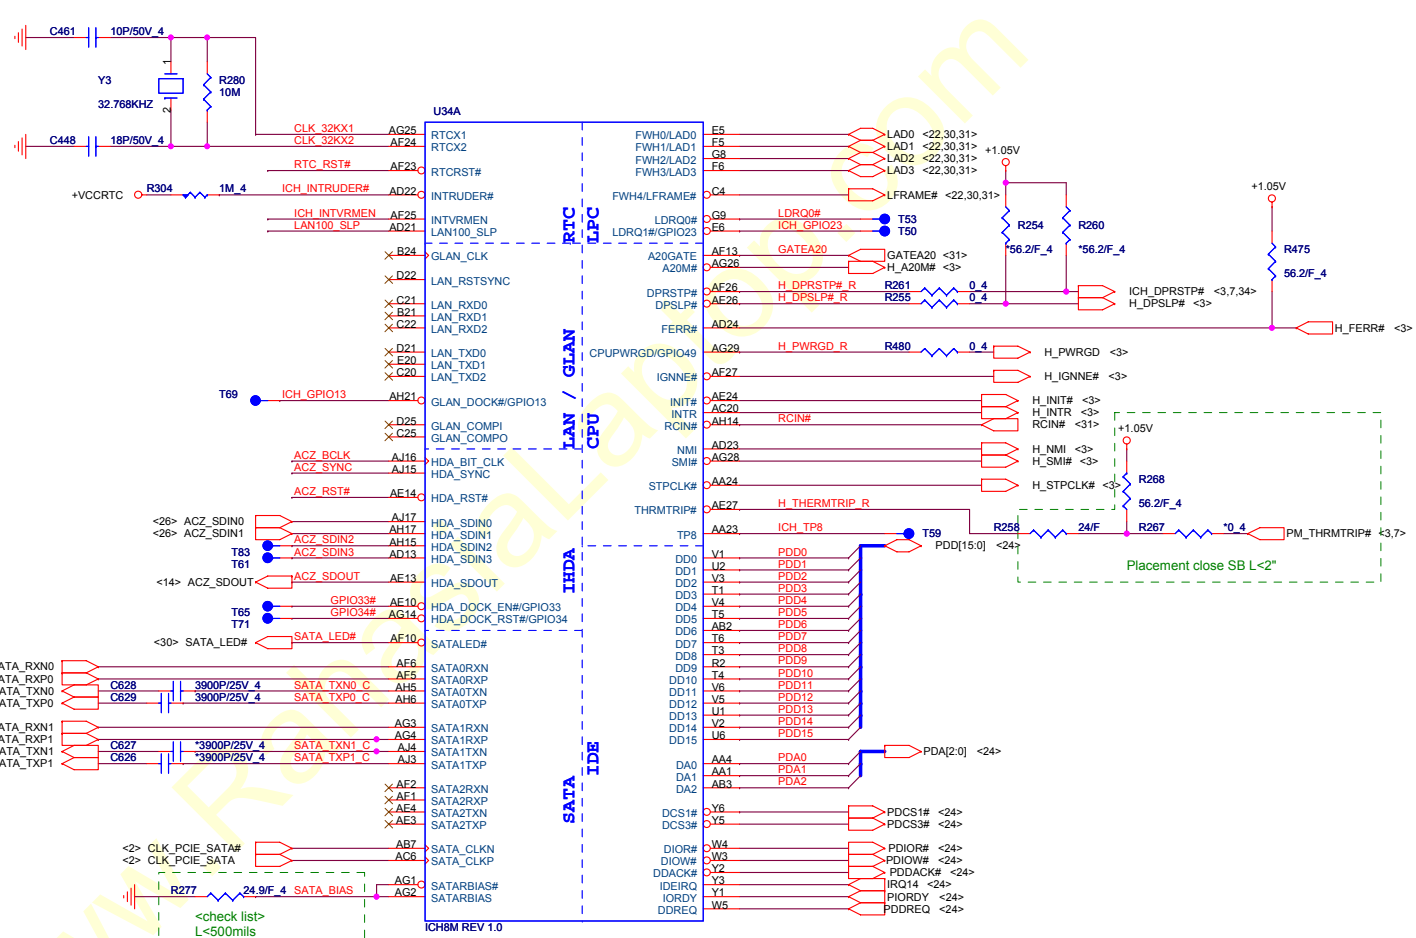 C461 10P/50V_4
1
Y3
32.768KHZ
2
R280
10M
C448 18P/50V_4
U34A
CLK_32KX1 AG25 RTCX1
CLK_32KX2 AF24 RTCX2
RTC_RST# AF23 RTCRST#
+VCCRTC R304 1M_4 ICH_INTRUDER# AD22 INTRUDER#
ICH_INTVRMEN AF25 INTVRMEN
LAN100_SLP AD21 LAN100_SLP
B24 GLAN_CLK
D22 LAN_RSTSYNC
C21 LAN_RXD0
B21 LAN_RXD1
C22 LAN_RXD2
D21 LAN_TXD0
E20 LAN_TXD1
C20 LAN_TXD2
T69 ICH_GPIO13 AH21 GLAN_DOCK#/GPIO13
D25 GLAN_COMPI
C25 GLAN_COMPO
ACZ_BCLK AJ16 HDA_BIT_CLK
ACZ_SYNC AJ15 HDA_SYNC
ACZ_RST# AE14 HDA_RST#
<26> ACZ_SDIN0 AJ17 HDA_SDIN0
<26> ACZ_SDIN1 AH17 HDA_SDIN1
T83 ACZ_SDIN2 AH15 HDA_SDIN2
T61 ACZ_SDIN3 AD13 HDA_SDIN3
<14> ACZ_SDOUT ACZ_SDOUT AE13 HDA_SDOUT
T65 GPIO33# AE10 HDA_DOCK_EN#/GPIO33
T71 GPIO34# AG14 HDA_DOCK_RST#/GPIO34
<30> SATA_LED# SATA_LED# AF10 SATALED#
ATA_RXN0 AF6 SATA0RXN
ATA_RXP0 AF5 SATA0RXP
ATA_TXN0 C628 3900P/25V_4 SATA_TXN0_C AH5 SATA0TXN
ATA_TXP0 C629 3900P/25V_4 SATA_TXP0_C AH6 SATA0TXP
ATA_RXN1 AG3 SATA1RXN
ATA_RXP1 AG4 SATA1RXP
ATA_TXN1 C627 *3900P/25V_4 SATA_TXN1_C AJ4 SATA1TXN
ATA_TXP1 C626 *3900P/25V_4 SATA_TXP1_C AJ3 SATA1TXP
AF2 SATA2RXN
AF1 SATA2RXP
AE4 SATA2TXN
AE3 SATA2TXP
<2> CLK_PCIE_SATA# AB7 SATA_CLKN
<2> CLK_PCIE_SATA AC6 SATA_CLKP
AG1 SATARBIAS#
R277 24.9/F_4 SATA_BIAS AG2 SATARBIAS
<check list>
L<500mils
ICH8M REV 1.0
RTC
LPC
LAN / GLAN
CPU
IHDA
SATA
IDE
FWH0/LAD0 E5 LAD0 <22,30,31>
FWH1/LAD1 F5 LAD1 <22,30,31>
FWH2/LAD2 G8 LAD2 <22,30,31>
FWH3/LAD3 F6 LAD3 <22,30,31>
FWH4/LFRAME# C4 LFRAME# <22,30,31>
LDRQ0# G9 LDRQ0# T53
LDRQ1#/GPIO23 E6 ICH_GPIO23 T50
A20GATE AF13 GATEA20 GATEA20 <31>
A20M# AG26 H_A20M# <3>
+1.05V
R254
*56.2/F_4
R260
*56.2/F_4
+1.05V
R475
56.2/F_4
DPRSTP# AF26 H_DPRSTP#_R R261 0_4 ICH_DPRSTP# <3,7,34>
DPSLP# AE26 H_DPSLP#_R R255 0_4 H_DPSLP# <3>
FERR# AD24 H_FERR# <3>
CPUPWRGD/GPIO49 AG29 H_PWRGD_R R480 0_4 H_PWRGD <3>
IGNNE# AF27 H_IGNNE# <3>
INIT# AE24 H_INIT# <3>
INTR AC20 H_INTR <3>
RCIN# AH14 RCIN# RCIN# <31>
NMI AD23 H_NMI <3>
SMI# AG28 H_SMI# <3>
STPCLK# AA24 H_STPCLK# <3>
+1.05V
R268
56.2/F_4
THRMTRIP# AE27 H_THERMTRIP_R
R258 24/F R267 *0_4 PM_THRMTRIP# <3,7>
Placement close SB L<2"
TP8 AA23 ICH_TP8 T59
PDD[15:0] <24>
DD0 V1 PDD0
DD1 U2 PDD1
DD2 V3 PDD2
DD3 T1 PDD3
DD4 V4 PDD4
DD5 T5 PDD5
DD6 AB2 PDD6
DD7 T6 PDD7
DD8 T3 PDD8
DD9 R2 PDD9
DD10 T4 PDD10
DD11 V6 PDD11
DD12 V5 PDD12
DD13 U1 PDD13
DD14 V2 PDD14
DD15 U6 PDD15
PDA[2:0] <24>
DA0 AA4 PDA0
DA1 AA1 PDA1
DA2 AB3 PDA2
DCS1# Y6 PDCS1# <24>
DCS3# Y5 PDCS3# <24>
DIOR# W4 PDIOR# <24>
DIOW# W3 PDIOW# <24>
DDACK# Y2 PDDACK# <24>
IDEIRQ Y3 IRQ14 <24>
IORDY Y1 PIORDY <24>
DDREQ W5 PDDREQ <24>